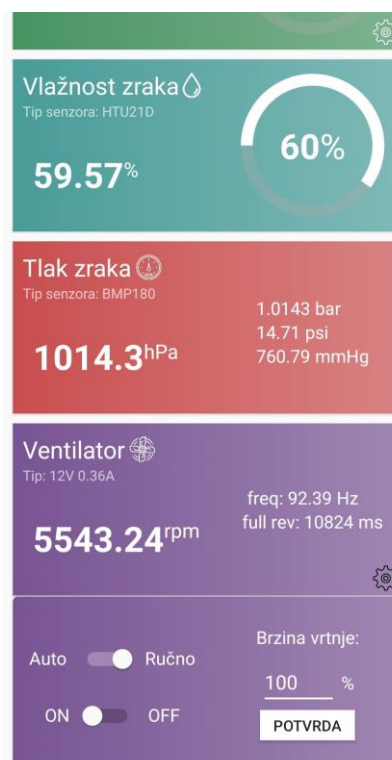 Vlažnost zraka
Tip senzora: HTU21D
59.57%
60%
Tlak zraka
Tip senzora: BMP180
1014.3hPa
1.0143 bar
14.71 psi
760.79 mmHg
Ventilator
Tip: 12V 0.36A
5543.24rpm
freq: 92.39 Hz
full rev: 10824 ms
Auto Ručno
ON OFF
Brzina vrtnje:
100 %
POTVRDA